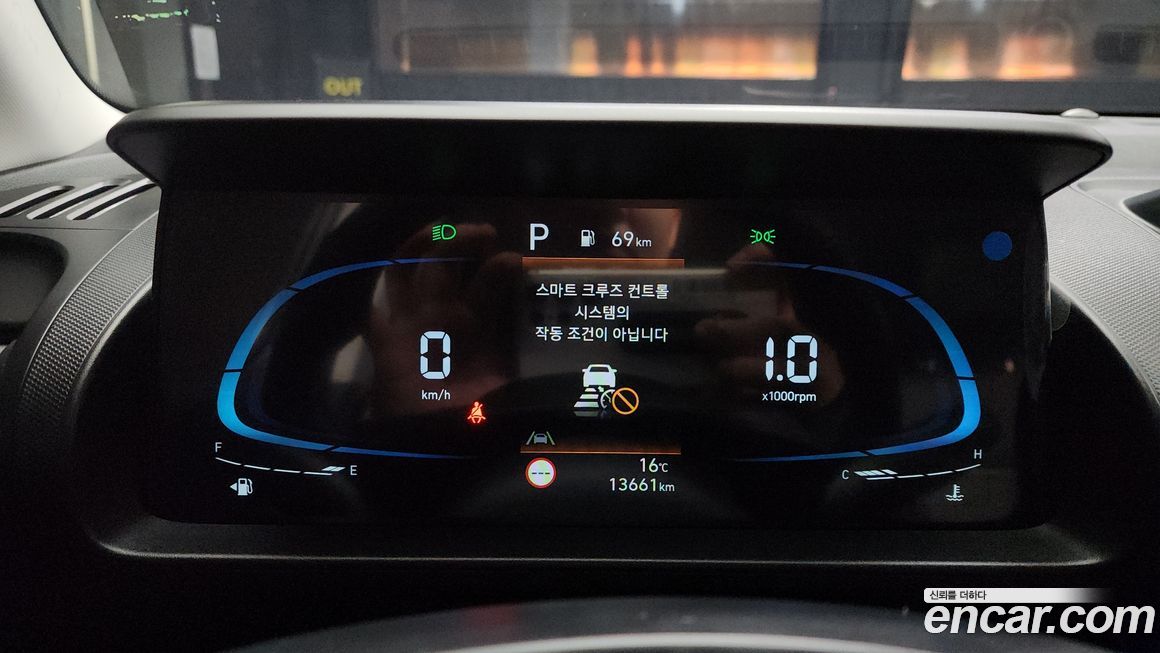 P 69km
스마트 크루즈 컨트롤
시스템의
작동 조건이 아닙니다
0
km/h
1.0
x1000rpm
F
E
16℃
13661km
C
H
신뢰를 더하다
encar.com